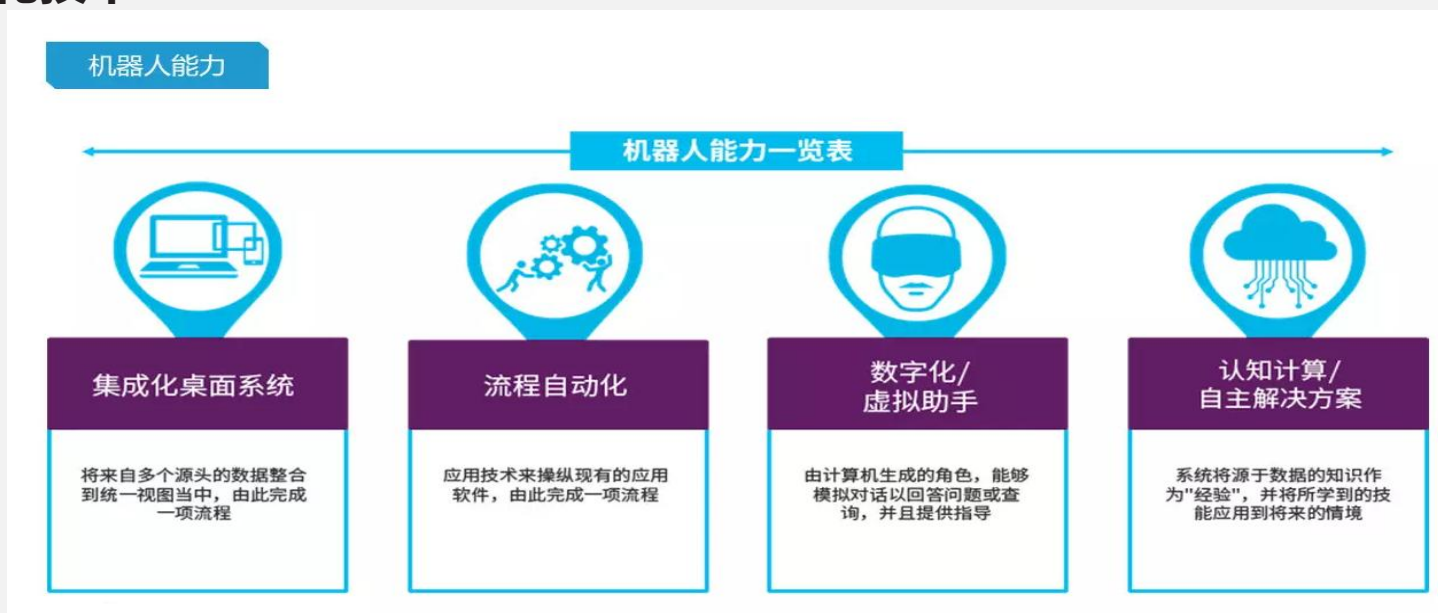 机器人能力
机器人能力一览表
集成化桌面系统
将来自多个源头的数据整合
到统一视图当中，由此完成
一项流程
流程自动化
应用技术来操纵现有的应用
软件，由此完成一项流程
数字化/
虚拟助手
由计算机生成的角色，能够
模拟对话以回答问题或查
询，并且提供指导
认知计算/
自主解决方案
系统将源于数据的知识作
为"经验"，并将所学到的技
能应用到将来的情境